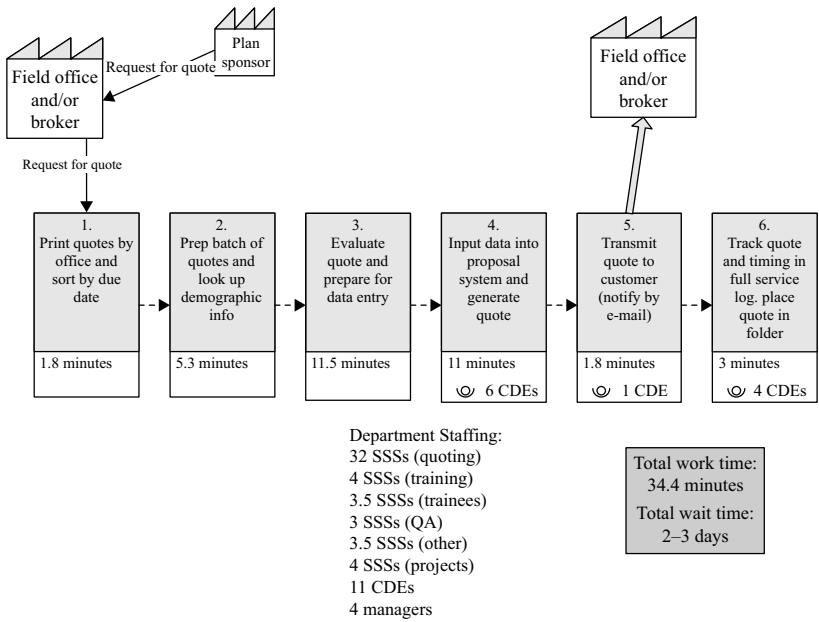 Plan
sponsor
Request for quote
Field office
and/or
broker
Request for quote
Field office
and/or
broker
1.
Print quotes by
office and
sort by due
date
1.8 minutes
2.
Prep batch of
quotes and
look up
demographic
info
5.3 minutes
3.
Evaluate
quote and
prepare for
data entry
11.5 minutes
4.
Input data into
proposal
system and
generate
quote
11 minutes
6 CDEs
5.
Transmit
quote to
customer
(notify by
e-mail)
1.8 minutes
1 CDE
6.
Track quote
and timing in
full service
log. place
quote in
folder
3 minutes
4 CDEs
Department Staffing:
32 SSSs (quoting)
4 SSSs (training)
3.5 SSSs (trainees)
3 SSSs (QA)
3.5 SSSs (other)
4 SSSs (projects)
11 CDEs
4 managers
Total work time:
34.4 minutes
Total wait time:
2–3 days